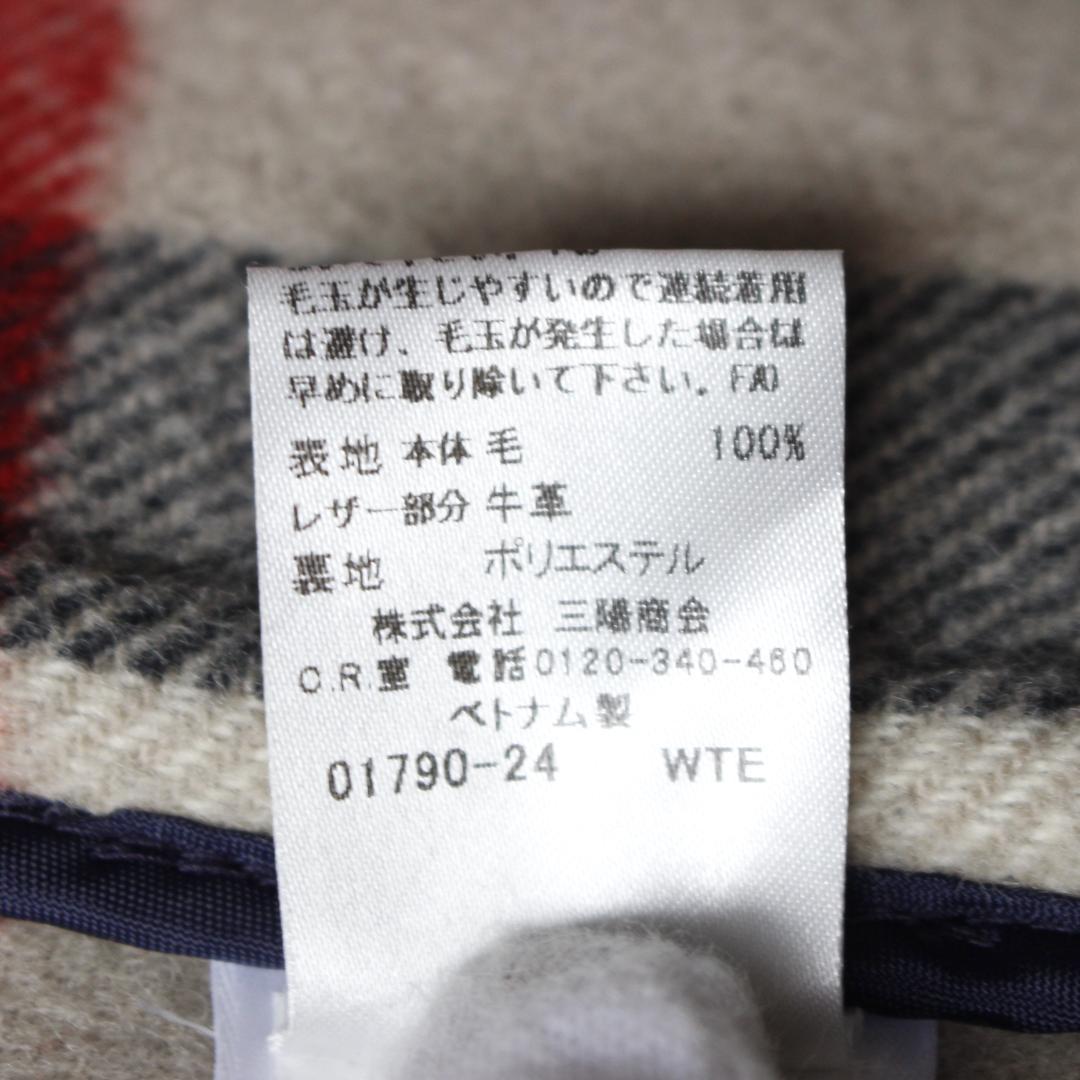 毛玉が生じやすいので連続着用
は避け、毛玉が発生した場合は
早めに取り除いて下さい。FA0
表地 本体 毛 100%
レザー部分 牛革
裏地 ポリエステル
株式会社 三陽商会
C.R.室 電話0120-340-460
ベトナム製
01790-24 WTE